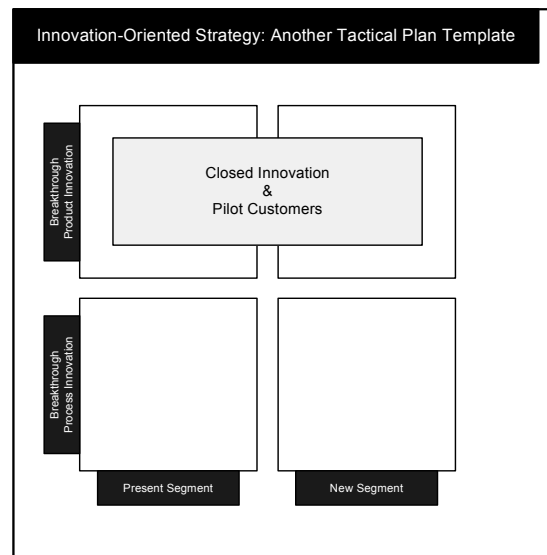 Innovation-Oriented Strategy: Another Tactical Plan Template
Breakthrough
Product Innovation
Closed Innovation
&
Pilot Customers
Breakthrough
Process Innovation
Present Segment
New Segment